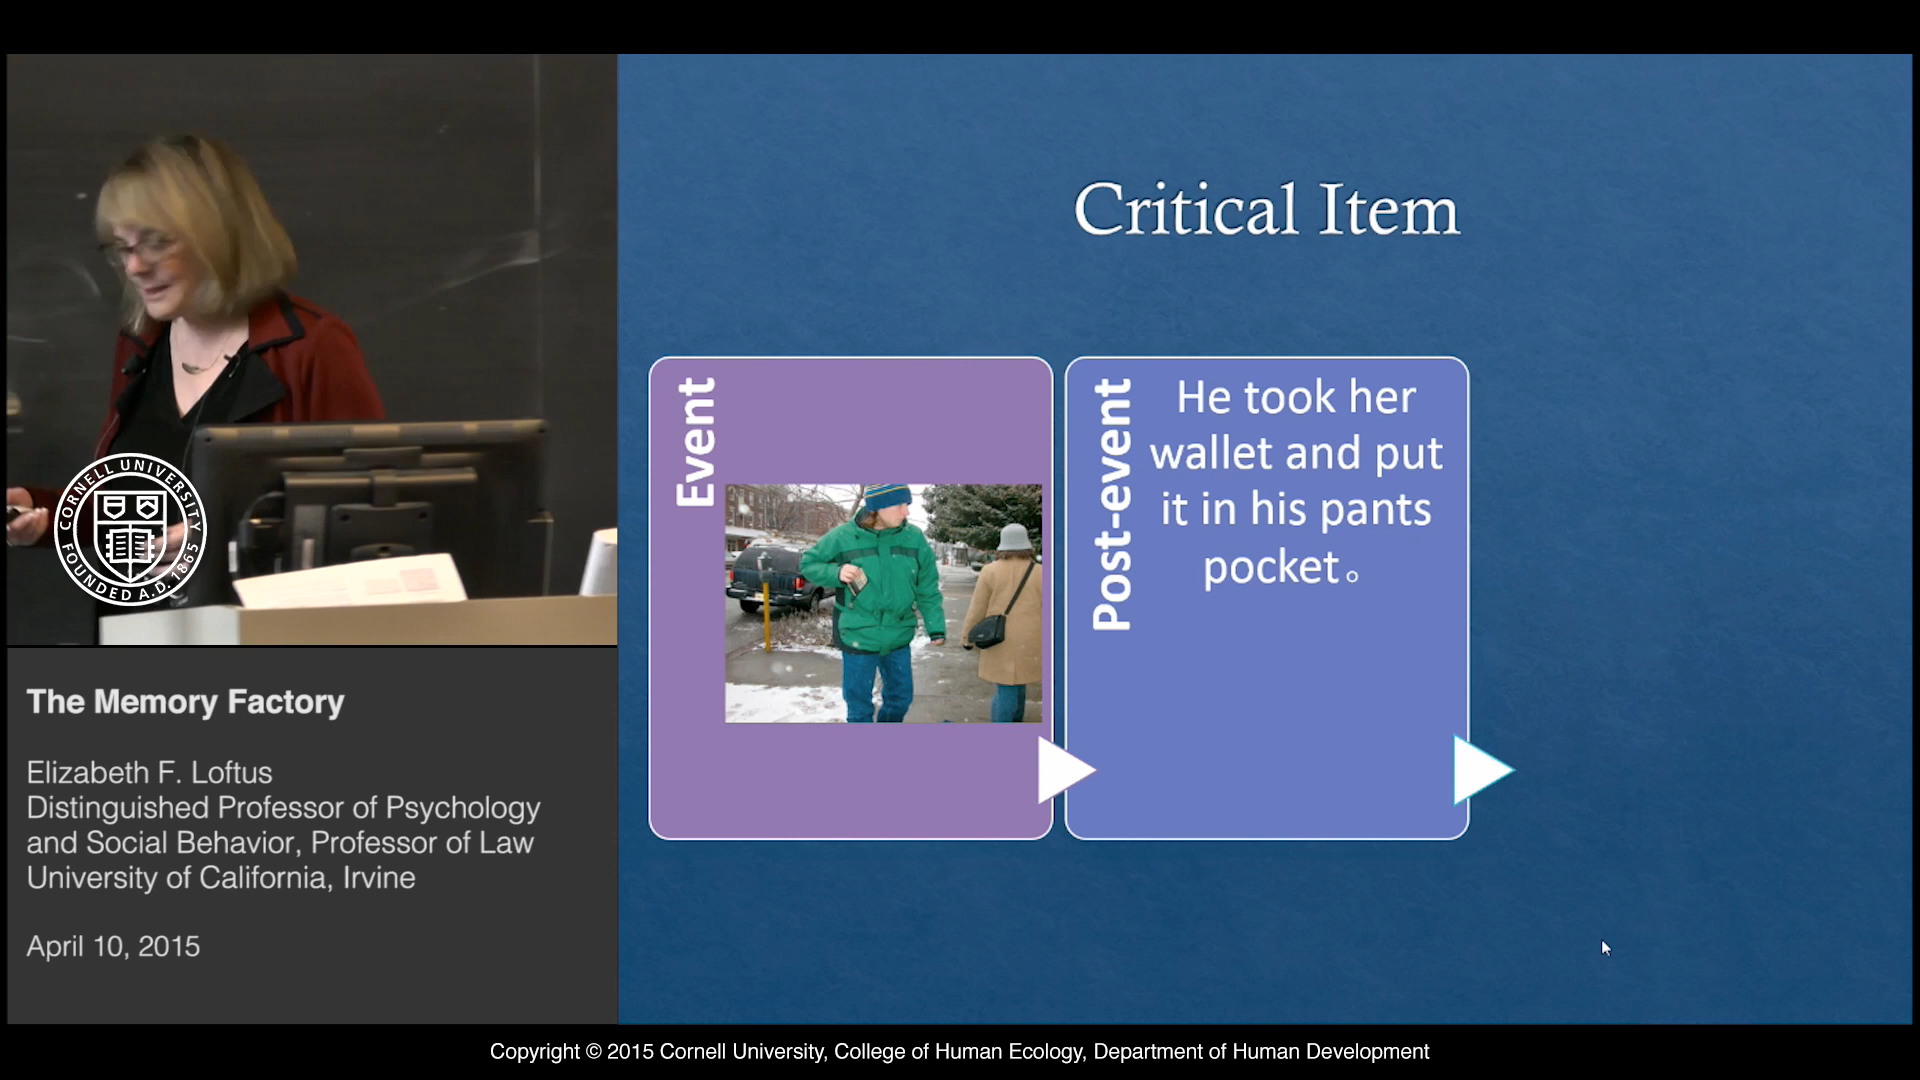 Critical Item
Event
Post-event
He took her
wallet and put
it in his pants
pocket。
CORNELL UNIVERSITY
FOUNDED A.D. 1865
The Memory Factory
Elizabeth F. Loftus
Distinguished Professor of Psychology
and Social Behavior, Professor of Law
University of California, Irvine
April 10, 2015
Copyright © 2015 Cornell University, College of Human Ecology, Department of Human Development